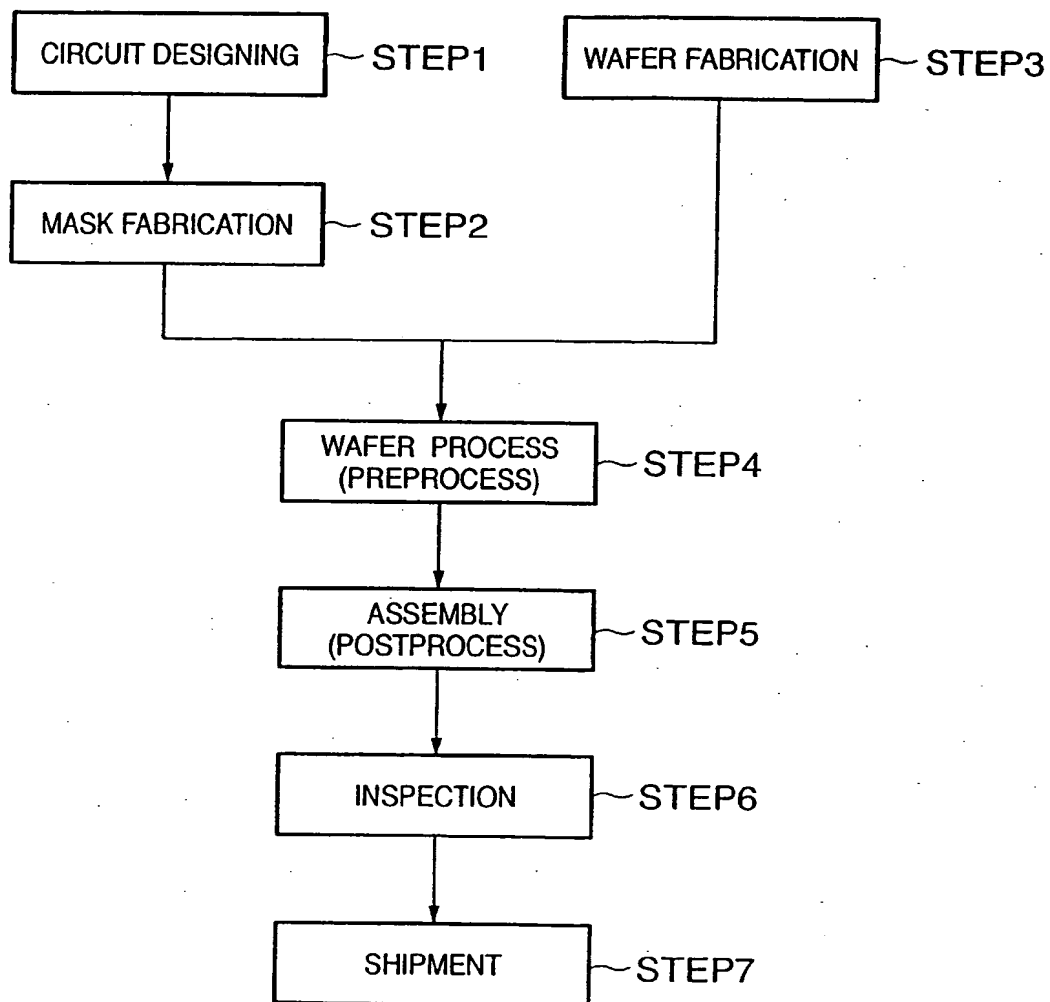 CIRCUIT DESIGNING
STEP1
WAFER FABRICATION
STEP3
MASK FABRICATION
STEP2
WAFER PROCESS
(PREPROCESS)
STEP4
ASSEMBLY
(POSTPROCESS)
STEP5
INSPECTION
STEP6
SHIPMENT
STEP7